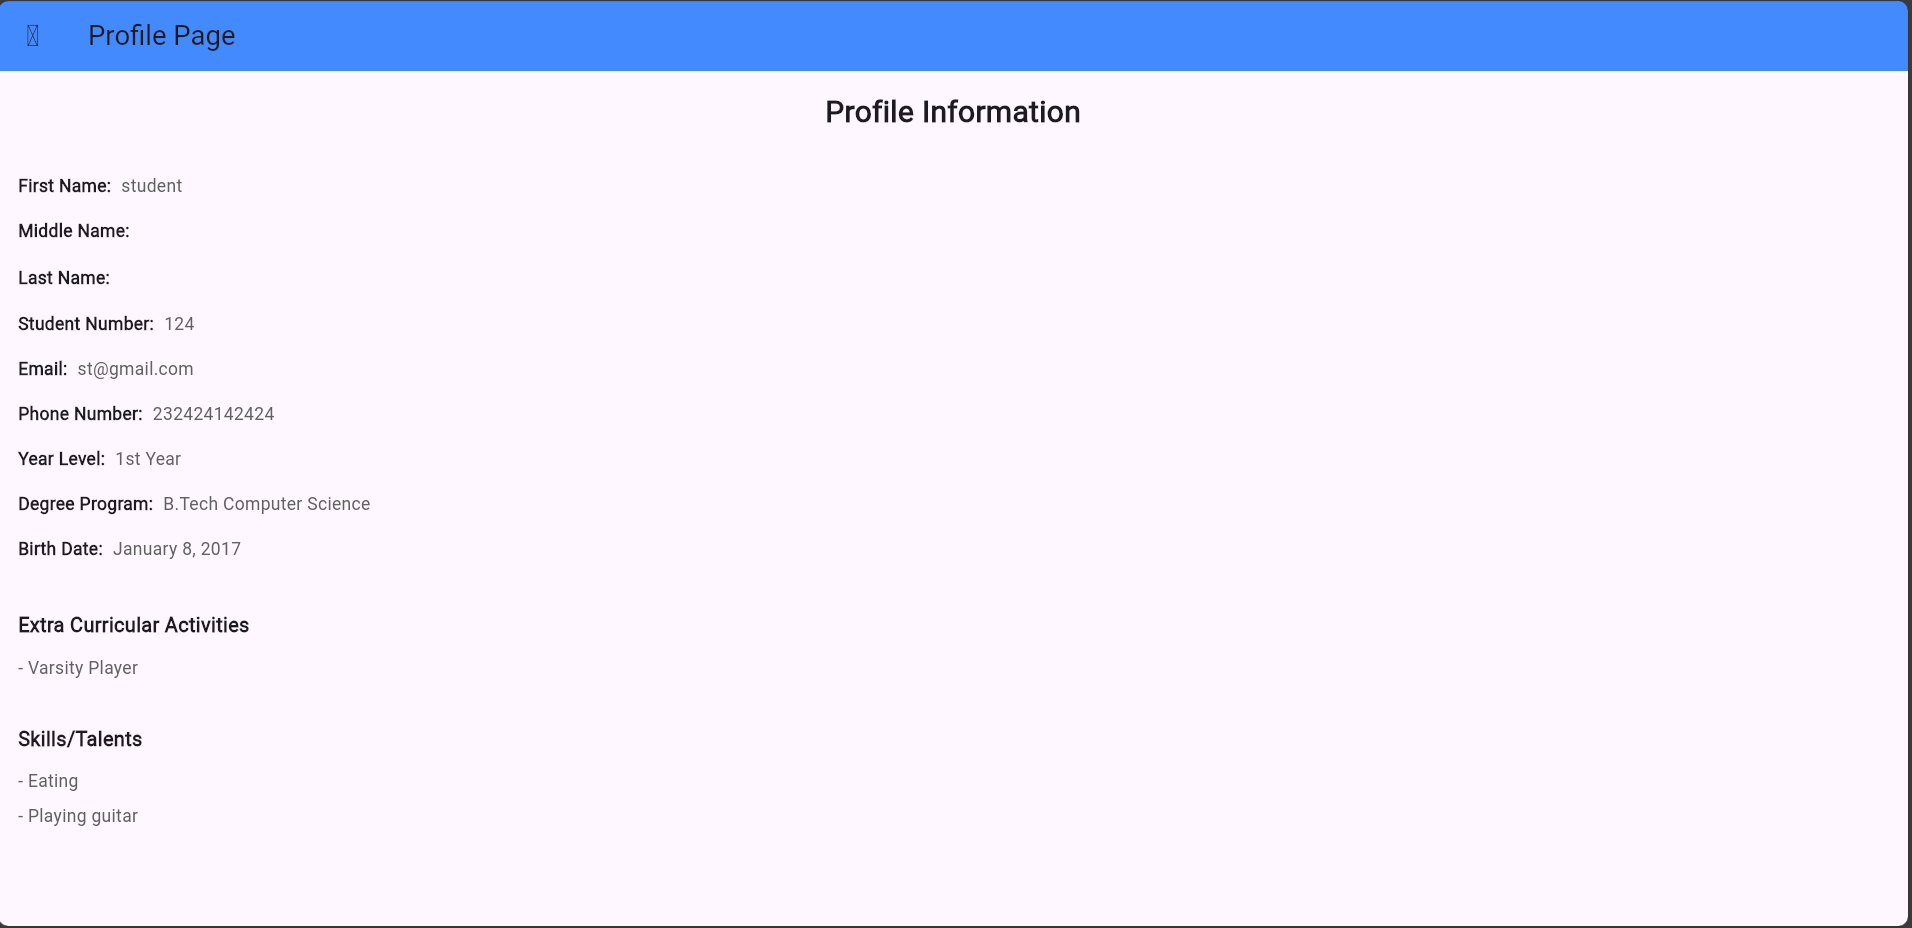 Profile Page
Profile Information
First Name: student
Middle Name:
Last Name:
Student Number: 124
Email: st@gmail.com
Phone Number: 232424142424
Year Level: 1st Year
Degree Program: B.Tech Computer Science
Birth Date: January 8, 2017
Extra Curricular Activities
- Varsity Player
Skills/Talents
- Eating
- Playing guitar